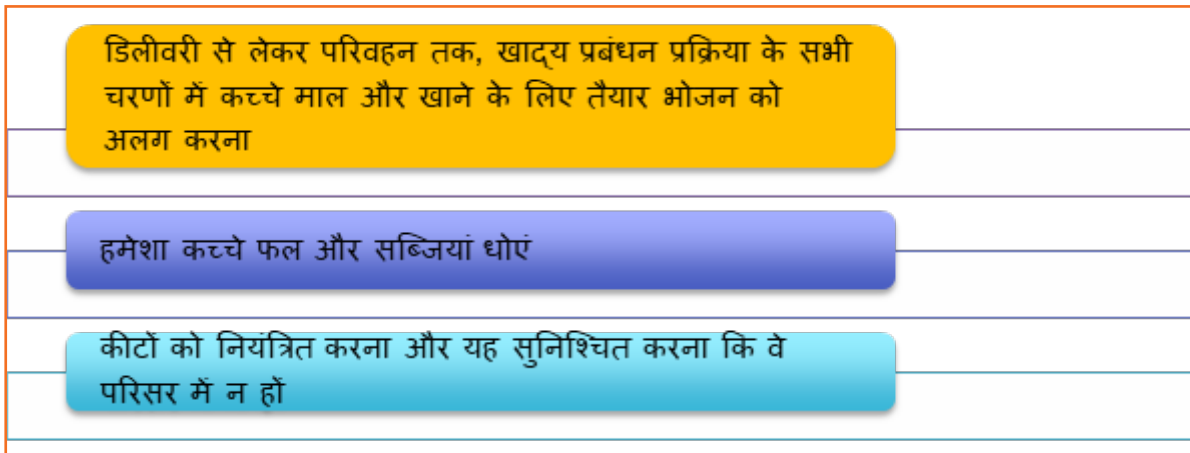 डिलीवरी से लेकर परिवहन तक, खाद्य प्रबंधन प्रक्रिया के सभी
चरणों में कच्चे माल और खाने के लिए तैयार भोजन को
अलग करना
हमेशा कच्चे फल और सब्जियां धोएं
कीटों को नियंत्रित करना और यह सुनिश्चित करना कि वे
परिसर में न हों